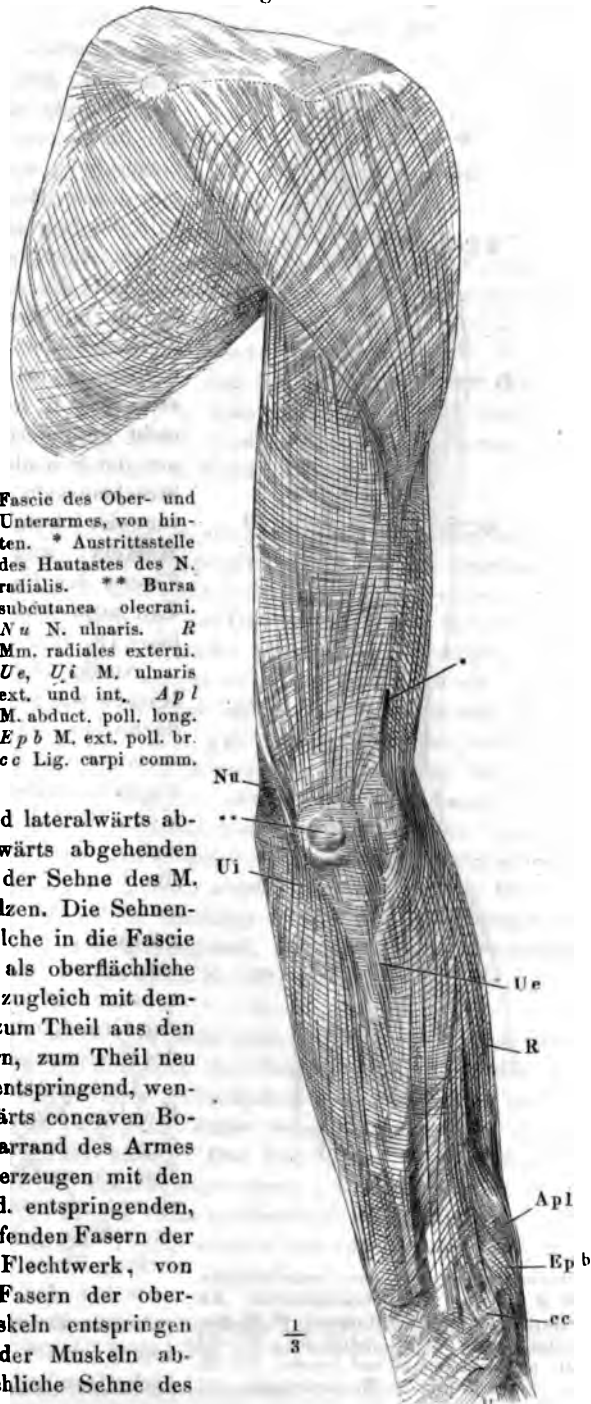 Fascie des Ober- und
Unterarmes, von hin-
ten. * Austrittsstelle
des Hautastes des N.
radialis. ** Bursa
subcutanea olecrani.
Nu N. ulnaris. R
Mm. radiales externi.
Ue, Ui M. ulnaris
ext. und int. Apl
M. abduct. poll. long.
Epb M. ext. poll. br.
cc Lig. carpi comm.
d lateralwärts ab-
wärts abgehenden
der Sehne des M.
lzen. Die Sehnen-
lche in die Fascie
als oberflächliche
zugleich mit dem-
zum Theil aus den
rn, zum Theil neu
entspringend, wen-
ärts concaven Bo-
arrand des Armes
erzeugen mit den
d. entspringenden,
fenden Fasern der
Flechtwerk, von
Fasern der ober-
skeln entspringen
der Muskeln ab-
hliche Sehne des
*
Nu
**
Ui
Ue
R
Apl
Epb
cc
1/3